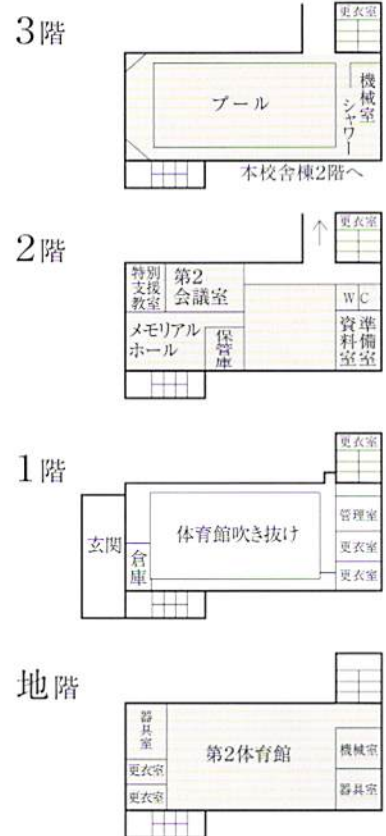 3階
更衣室
プール
シャワー
機械室
本校舎棟2階へ
2階
更衣室
特別
支援
教室
第2
会議室
メモリアル
ホール
保管庫
WC
資料室
準備室
1階
更衣室
玄関
倉庫
体育館吹き抜け
管理室
更衣室
更衣室
地階
器具室
更衣室
更衣室
第2体育館
機械室
器具室